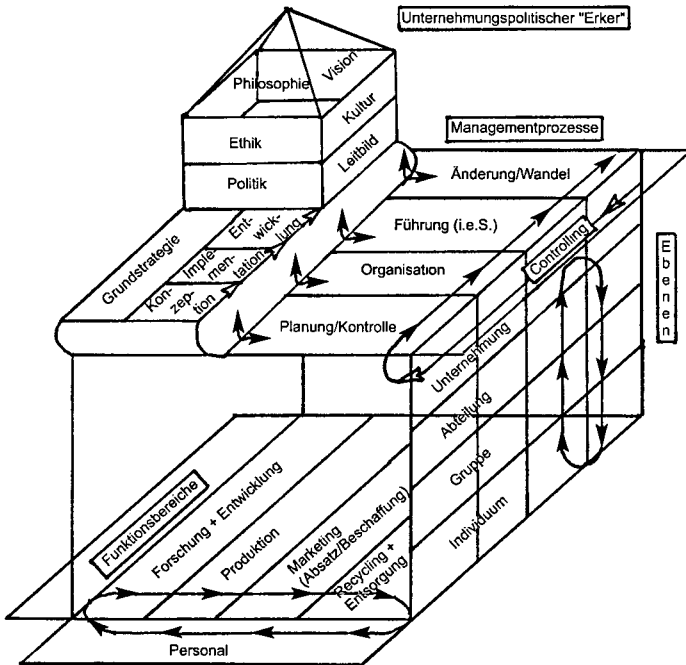 Unternehmungspolitischer "Erker"
Philosophie
Vision
Kultur
Ethik
Politik
Leitbild
Managementprozesse
Änderung/Wandel
Führung (i.e.S.)
Organisation
Planung/Kontrolle
Controlling
Grundstrategie
Ent-
wick-
lung
Imple-
men-
tation
Kon-
zep-
tion
Ebenen
Unternehmung
Abteilung
Gruppe
Individuum
Funktionsbereiche
Forschung + Entwicklung
Produktion
Marketing
(Absatz/Beschaffung)
Recycling +
Entsorgung
Personal